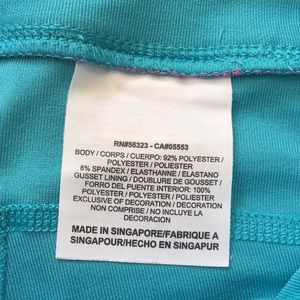 RN#56323 - CA#05553
BODY / CORPS / CUERPO: 92% POLYESTER /
POLYESTER / POLIESTER
8% SPANDEX / ELASTHANNE / ELASTANO
GUSSET LINING / DOUBLURE DE GOUSSET /
FORRO DEL PUENTE INTERIOR: 100%
POLYESTER / POLYESTER / POLIESTER
EXCLUSIVE OF DECORATION / DECORATION
NON COMPRISE / NO INCLUYE LA
DECORACION
MADE IN SINGAPORE/FABRIQUE A
SINGAPOUR/HECHO EN SINGAPUR